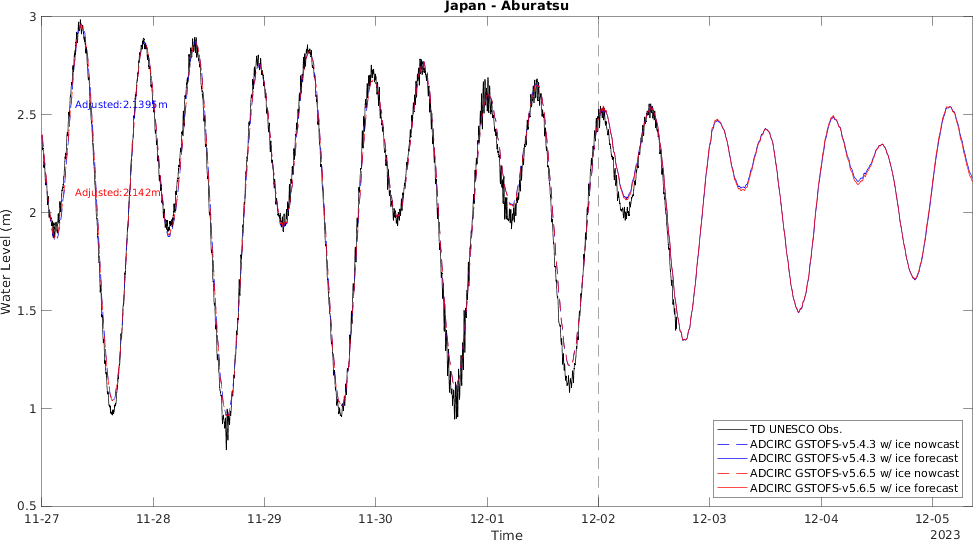 Japan - Aburatsu
3
2.5
2
1.5
1
0.5
Water Level (m)
Adjusted:2.1395m
Adjusted:2.142m
TD UNESCO Obs.
ADCIRC GSTOFS-v5.4.3 w/ ice nowcast
ADCIRC GSTOFS-v5.4.3 w/ ice forecast
ADCIRC GSTOFS-v5.6.5 w/ ice nowcast
ADCIRC GSTOFS-v5.6.5 w/ ice forecast
11-27 11-28 11-29 11-30 12-01 12-02 12-03 12-04 12-05
Time
2023